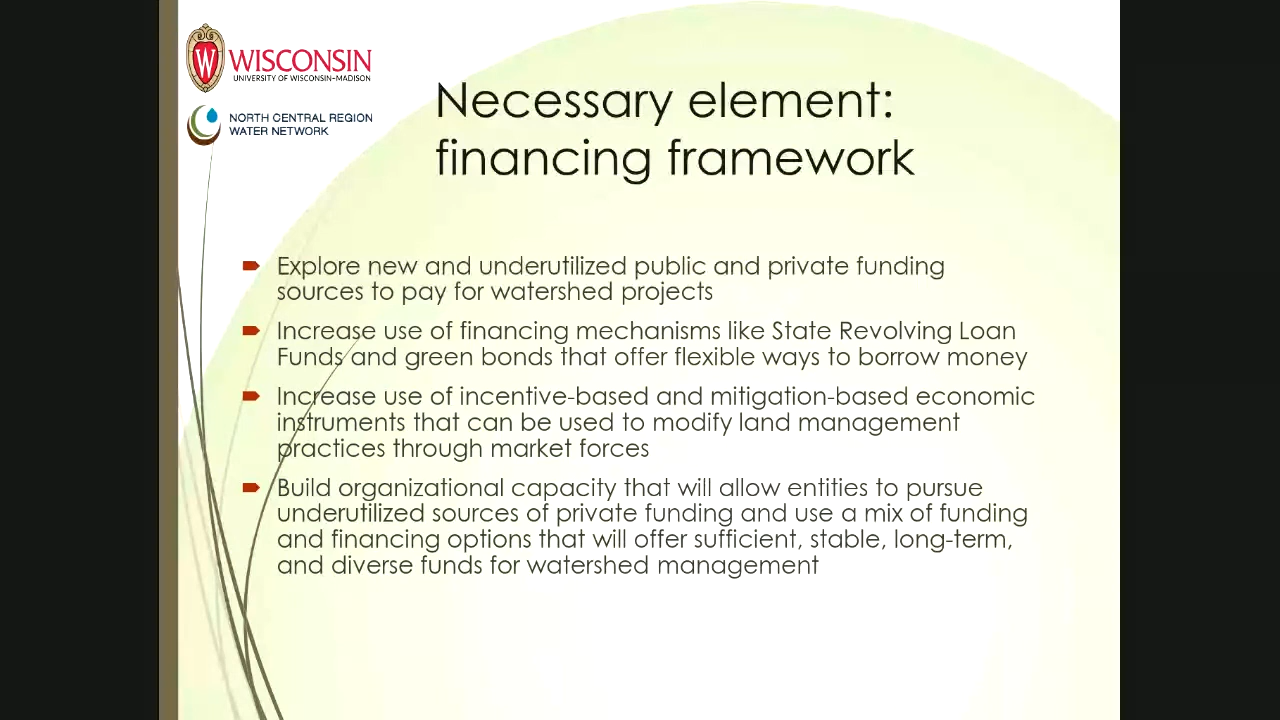 WISCONSIN
UNIVERSITY OF WISCONSIN–MADISON
NORTH CENTRAL REGION
WATER NETWORK
Necessary element:
financing framework
Explore new and underutilized public and private funding
sources to pay for watershed projects
Increase use of financing mechanisms like State Revolving Loan
Funds and green bonds that offer flexible ways to borrow money
Increase use of incentive-based and mitigation-based economic
instruments that can be used to modify land management
practices through market forces
Build organizational capacity that will allow entities to pursue
underutilized sources of private funding and use a mix of funding
and financing options that will offer sufficient, stable, long-term,
and diverse funds for watershed management